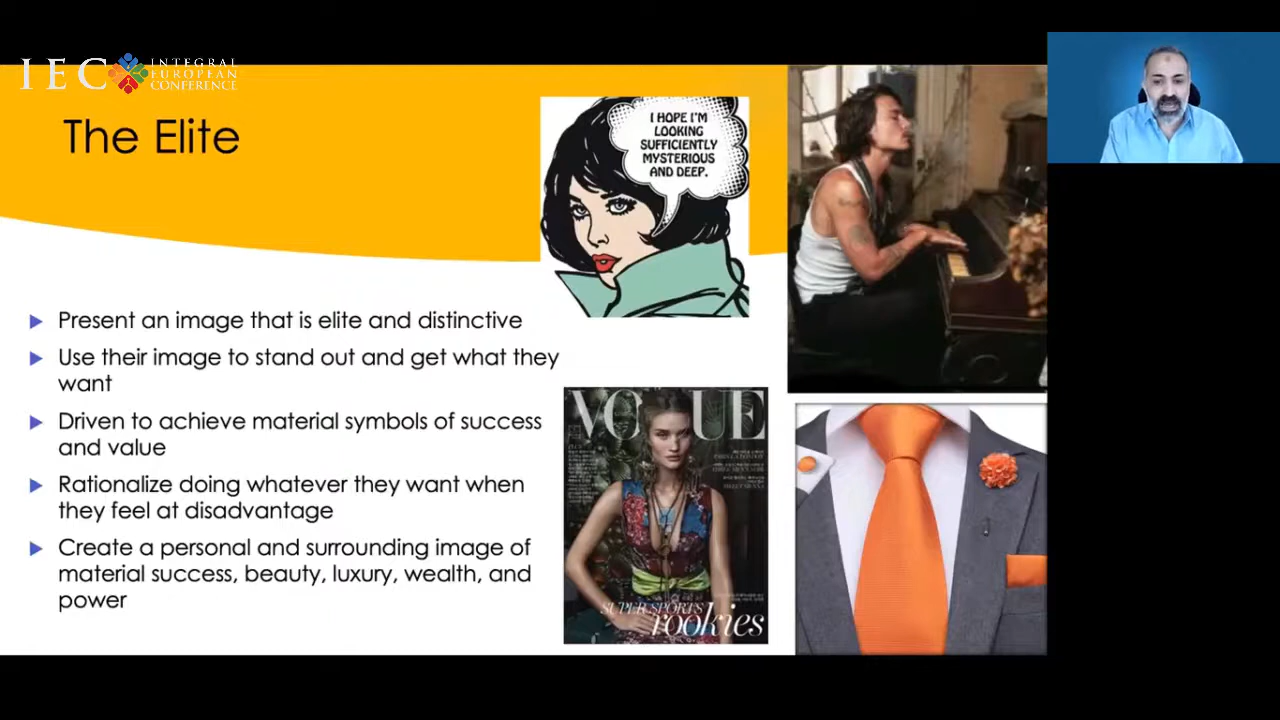 IEC INTEGRAL
EUROPEAN
CONFERENCE
The Elite
I HOPE I'M
LOOKING
SUFFICIENTLY
MYSTERIOUS
AND DEEP.
Present an image that is elite and distinctive
Use their image to stand out and get what they
want
Driven to achieve material symbols of success
and value
Rationalize doing whatever they want when
they feel at disadvantage
Create a personal and surrounding image of
material success, beauty, luxury, wealth, and
power
VOGUE
SUPER SPORTS
rookies